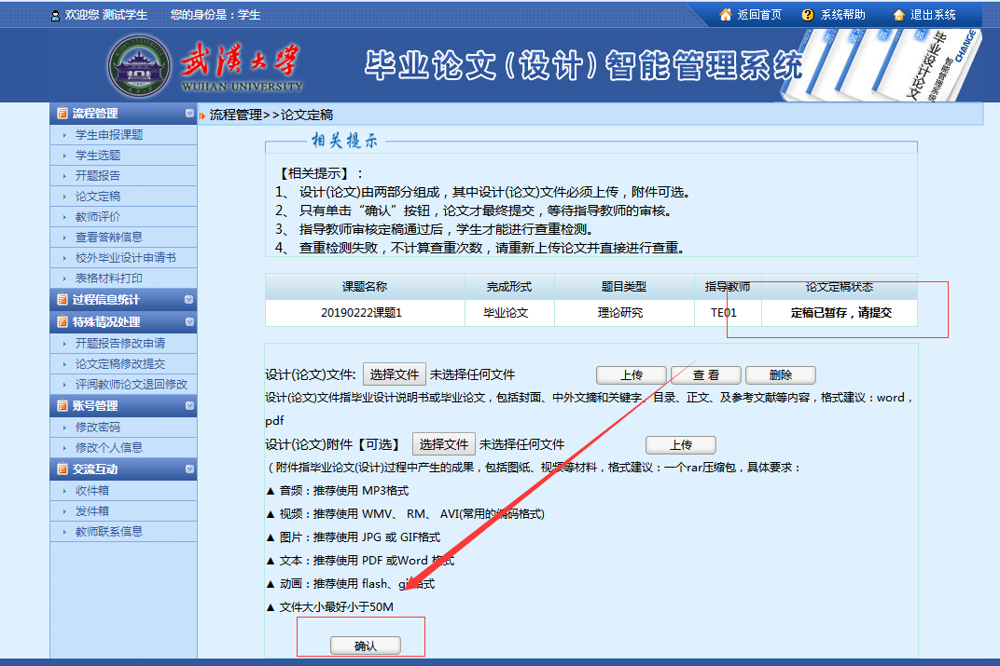 欢迎您 测试学生 您的身份是：学生 返回首页 系统帮助 退出系统
武汉大学
WUHAN UNIVERSITY
毕业论文(设计)智能管理系统
毕业设计论文
智能管理系统
CHANGE
流程管理
学生申报课题
学生选题
开题报告
论文定稿
教师评价
查看答辩信息
校外毕业设计申请书
表格材料打印
过程信息统计
特殊情况处理
开题报告修改申请
论文定稿修改提交
评阅教师论文退回修改
账号管理
修改密码
修改个人信息
交流互动
收件箱
发件箱
教师联系信息
流程管理>>论文定稿
相关提示
【相关提示】：
1、 设计(论文)由两部分组成，其中设计(论文)文件必须上传，附件可选。
2、 只有单击“确认”按钮，论文才最终提交，等待指导教师的审核。
3、 指导教师审核定稿通过后，学生才能进行查重检测。
4、 查重检测失败，不计算查重次数，请重新上传论文并直接进行查重。
课题名称 完成形式 题目类型 指导教师 论文定稿状态
20190222课题1 毕业论文 理论研究 TE01 定稿已暂存，请提交
设计(论文)文件: 选择文件 未选择任何文件 上传 查看 删除
设计(论文)文件指毕业设计说明书或毕业论文，包括封面、中外文摘和关键字、目录、正文、及参考文献等内容，格式建议：word，
pdf
设计(论文)附件【可选】 选择文件 未选择任何文件 上传
（附件指毕业论文(设计)过程中产生的成果，包括图纸、视频等材料，格式建议：一个rar压缩包，具体要求：
▲ 音频：推荐使用 MP3格式
▲ 视频：推荐使用 WMV、 RM、 AVI(常用的编码格式)
▲ 图片：推荐使用 JPG 或 GIF格式
▲ 文本：推荐使用 PDF 或Word 格式
▲ 动画：推荐使用 flash、gif格式
▲ 文件大小最好小于50M
确认